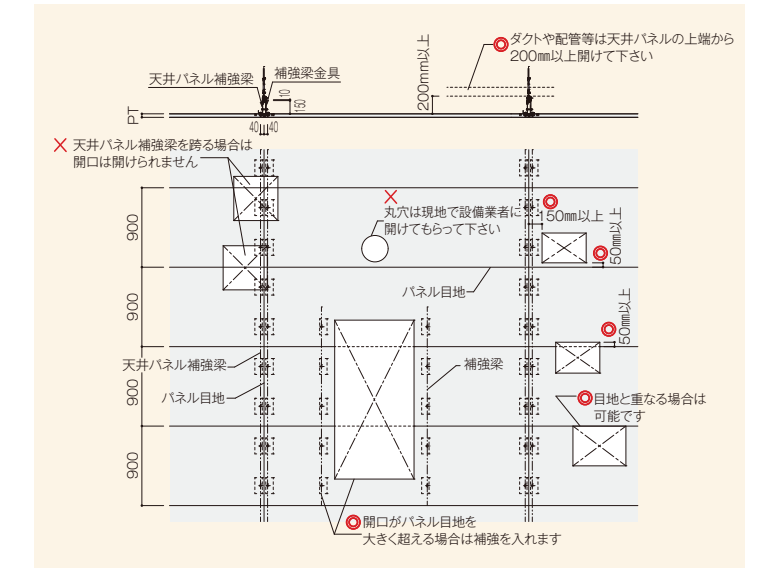 ◎ダクトや配管等は天井パネルの上端から
200㎜以上開けて下さい
200mm以上
天井パネル補強梁
補強梁金具
10
150
PT
40 40
× 天井パネル補強梁を跨る場合は
開口は開けられません
×
丸穴は現地で設備業者に
開けてもらって下さい
◎
150㎜以上
◎
50㎜以上
900
パネル目地
900
◎
50㎜以上
天井パネル補強梁
補強梁
パネル目地
900
◎目地と重なる場合は
可能です
900
◎開口がパネル目地を
大きく超える場合は補強を入れます